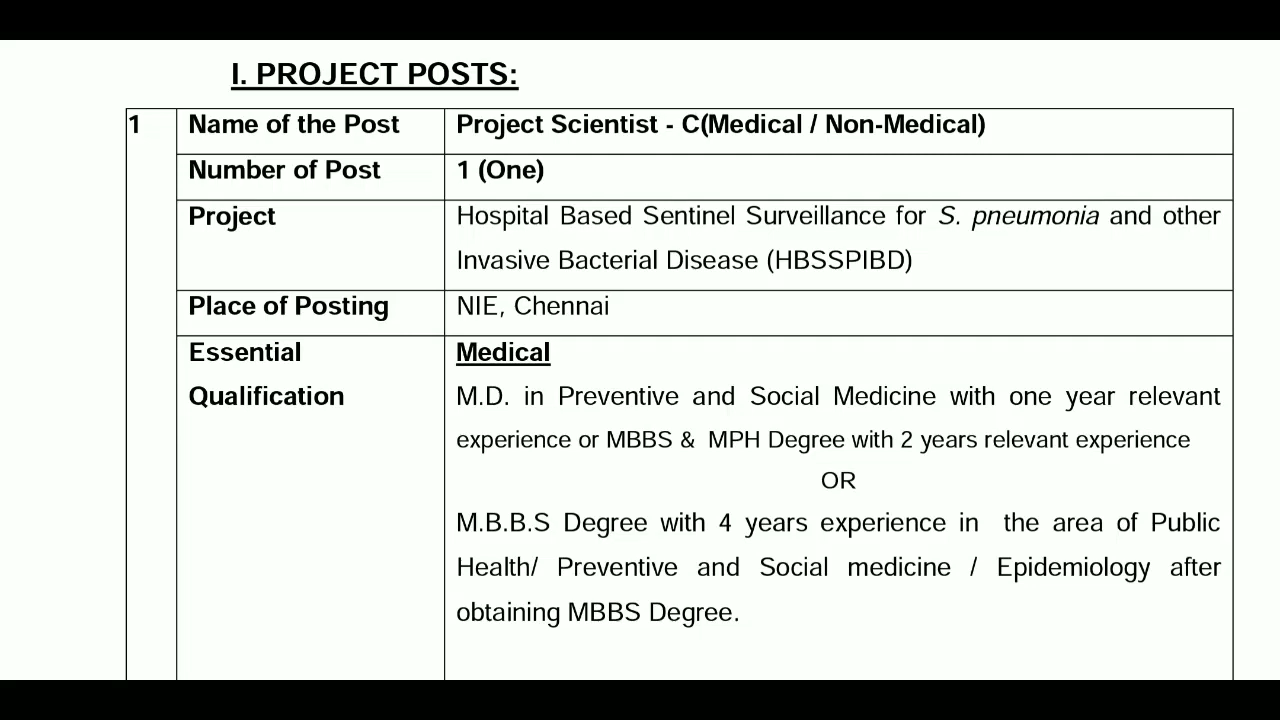 I. PROJECT POSTS:
1 Name of the Post Project Scientist - C(Medical / Non-Medical)
Number of Post 1 (One)
Project Hospital Based Sentinel Surveillance for S. pneumonia and other
Invasive Bacterial Disease (HBSSPIBD)
Place of Posting NIE, Chennai
Essential Medical
Qualification M.D. in Preventive and Social Medicine with one year relevant
experience or MBBS & MPH Degree with 2 years relevant experience
OR
M.B.B.S Degree with 4 years experience in the area of Public
Health/ Preventive and Social medicine / Epidemiology after
obtaining MBBS Degree.